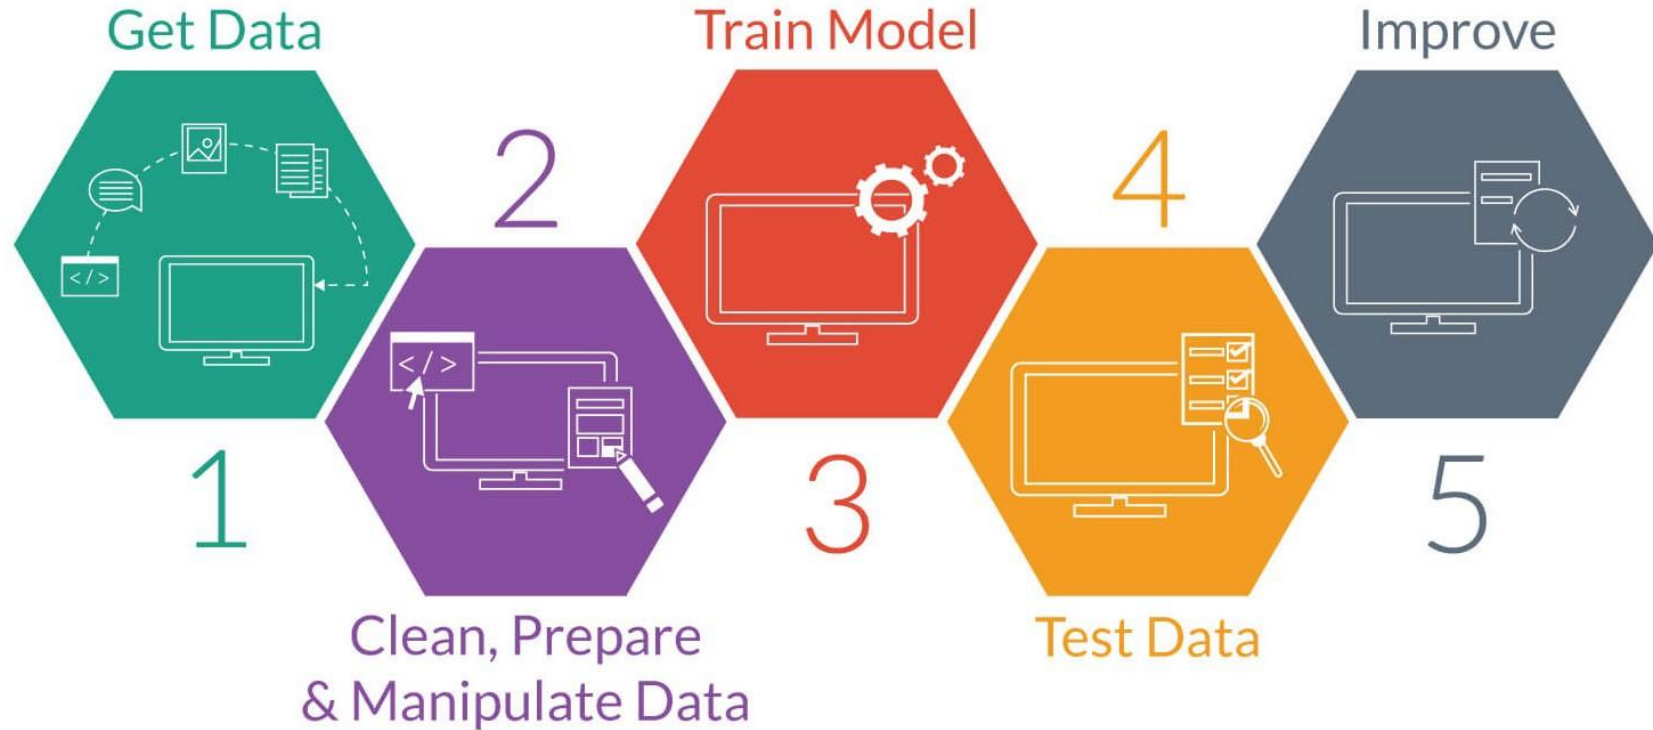 Get Data
</>
1
2
</>
Clean, Prepare
& Manipulate Data
Train Model
3
4
Test Data
Improve
5